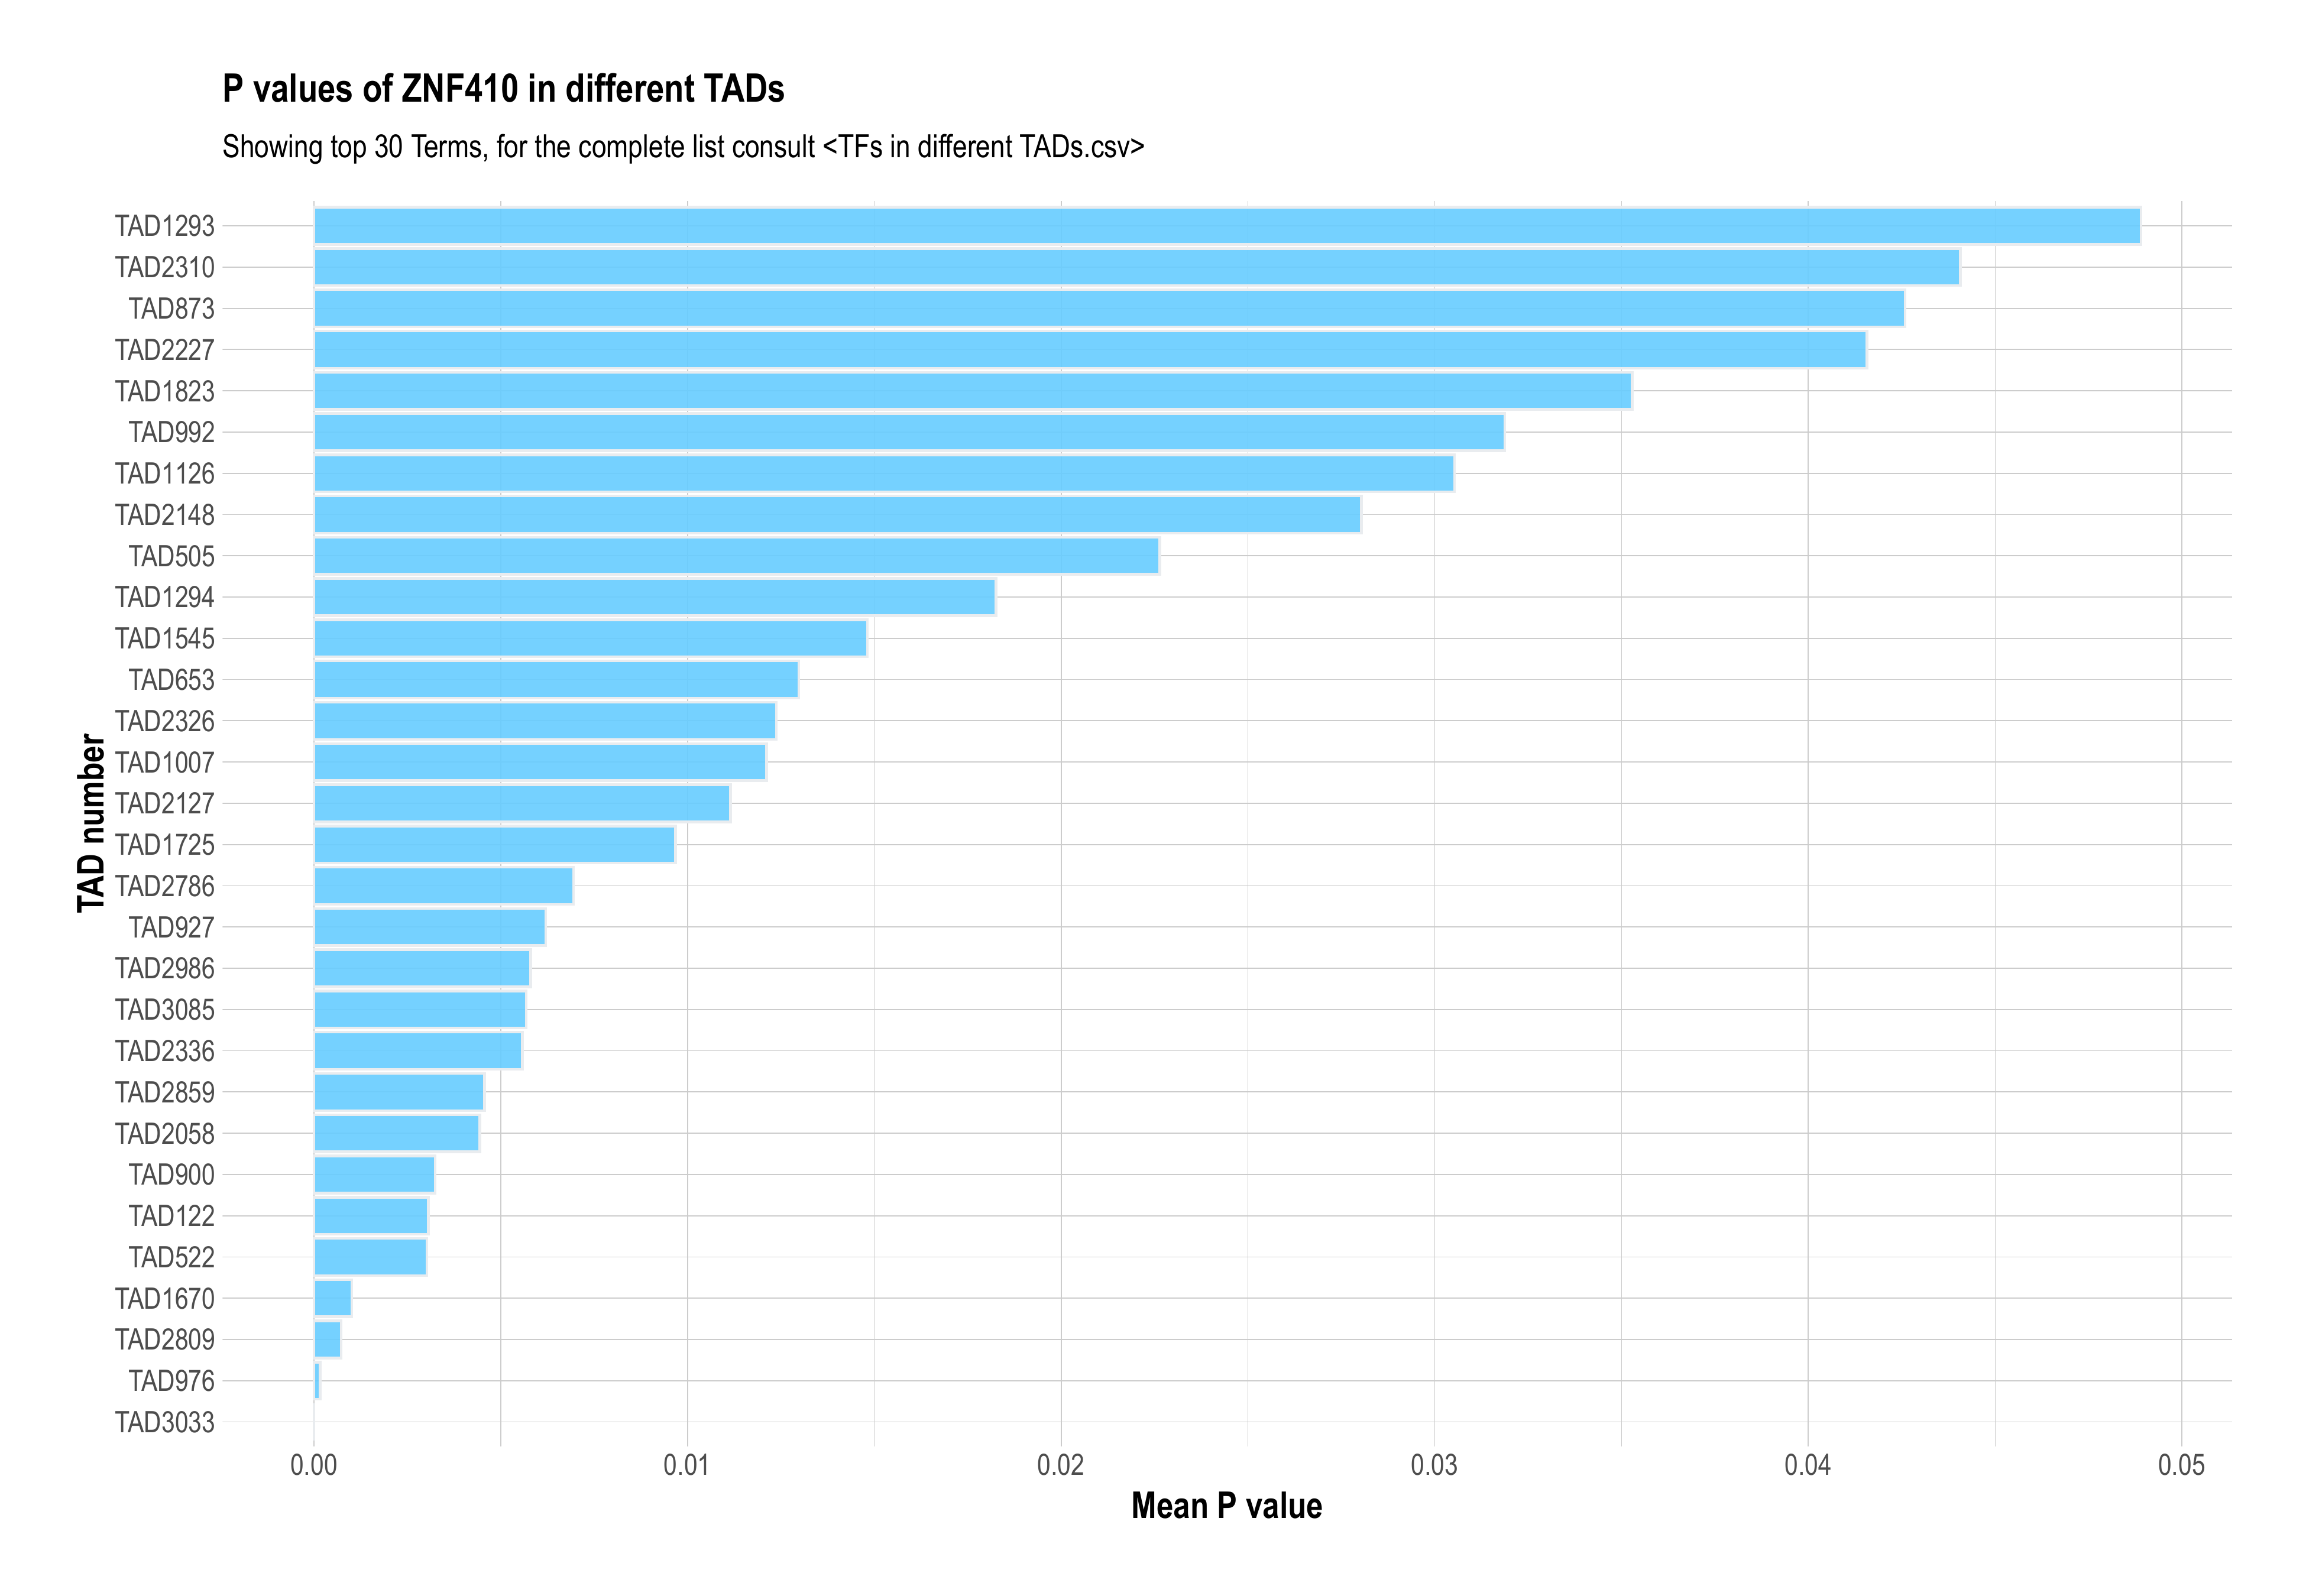 P values of ZNF410 in different TADs
Showing top 30 Terms, for the complete list consult <TFs in different TADs.csv>
TAD1293
TAD2310
TAD873
TAD2227
TAD1823
TAD992
TAD1126
TAD2148
TAD505
TAD1294
TAD1545
TAD653
TAD2326
TAD1007
TAD2127
TAD1725
TAD2786
TAD927
TAD2986
TAD3085
TAD2336
TAD2859
TAD2058
TAD900
TAD122
TAD522
TAD1670
TAD2809
TAD976
TAD3033
TAD number
0.00 0.01 0.02 0.03 0.04 0.05
Mean P value